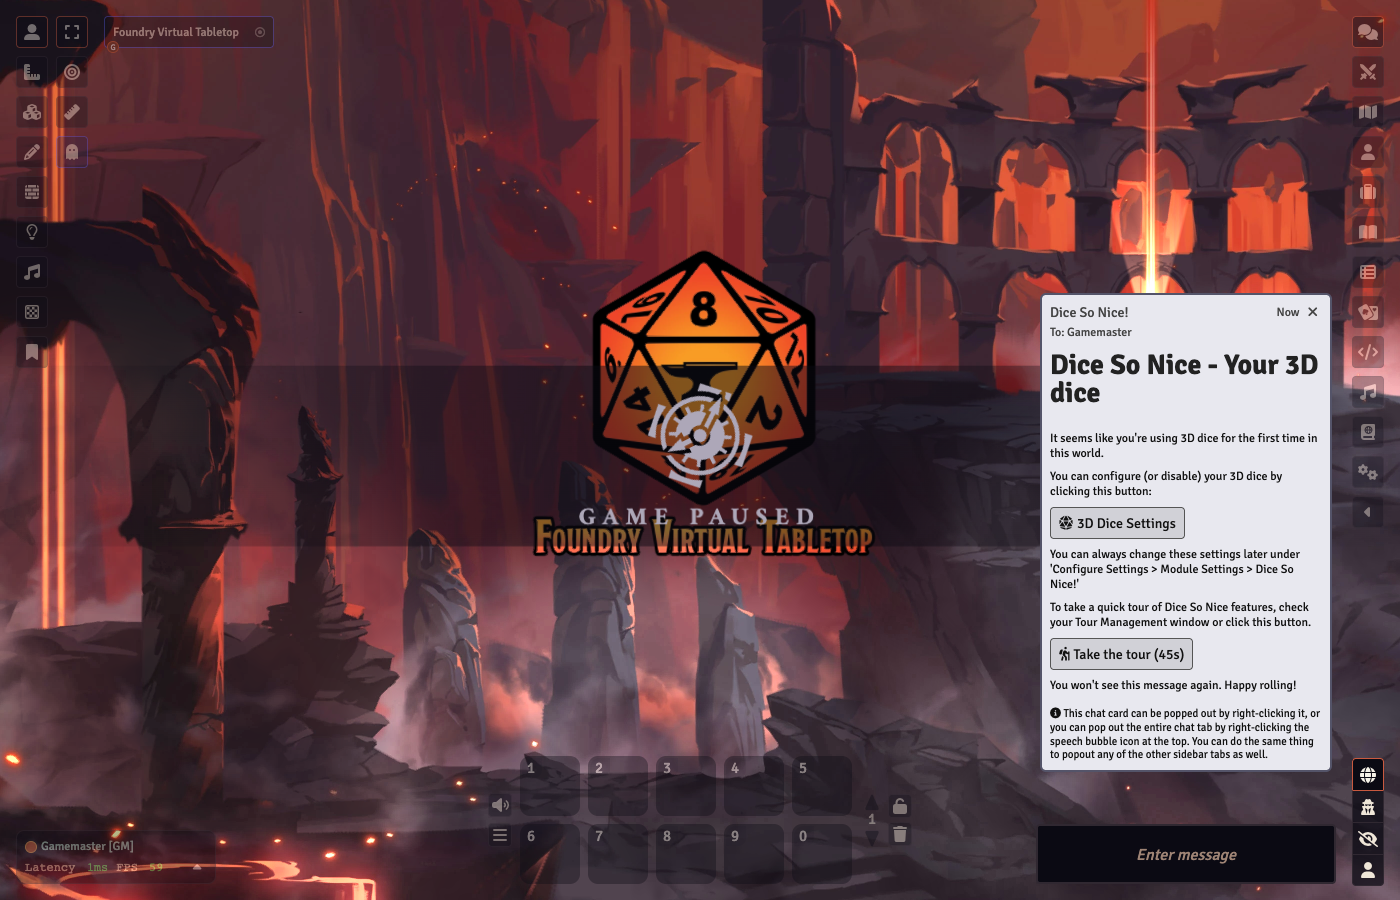 Foundry Virtual Tabletop
G
8
GAME PAUSED
FOUNDRY VIRTUAL TABLETOP
Dice So Nice!
Now
To: Gamemaster
Dice So Nice - Your 3D
dice
It seems like you're using 3D dice for the first time in
this world.
You can configure (or disable) your 3D dice by
clicking this button:
3D Dice Settings
You can always change these settings later under
'Configure Settings > Module Settings > Dice So
Nice!'
To take a quick tour of Dice So Nice features, check
your Tour Management window or click this button.
Take the tour (45s)
You won't see this message again. Happy rolling!
This chat card can be popped out by right-clicking it, or
you can pop out the entire chat tab by right-clicking the
speech bubble icon at the top. You can do the same thing
to popout any of the other sidebar tabs as well.
1 2 3 4 5
1
6 7 8 9 0
Gamemaster [GM]
Latency 1ms FPS 59
Enter message